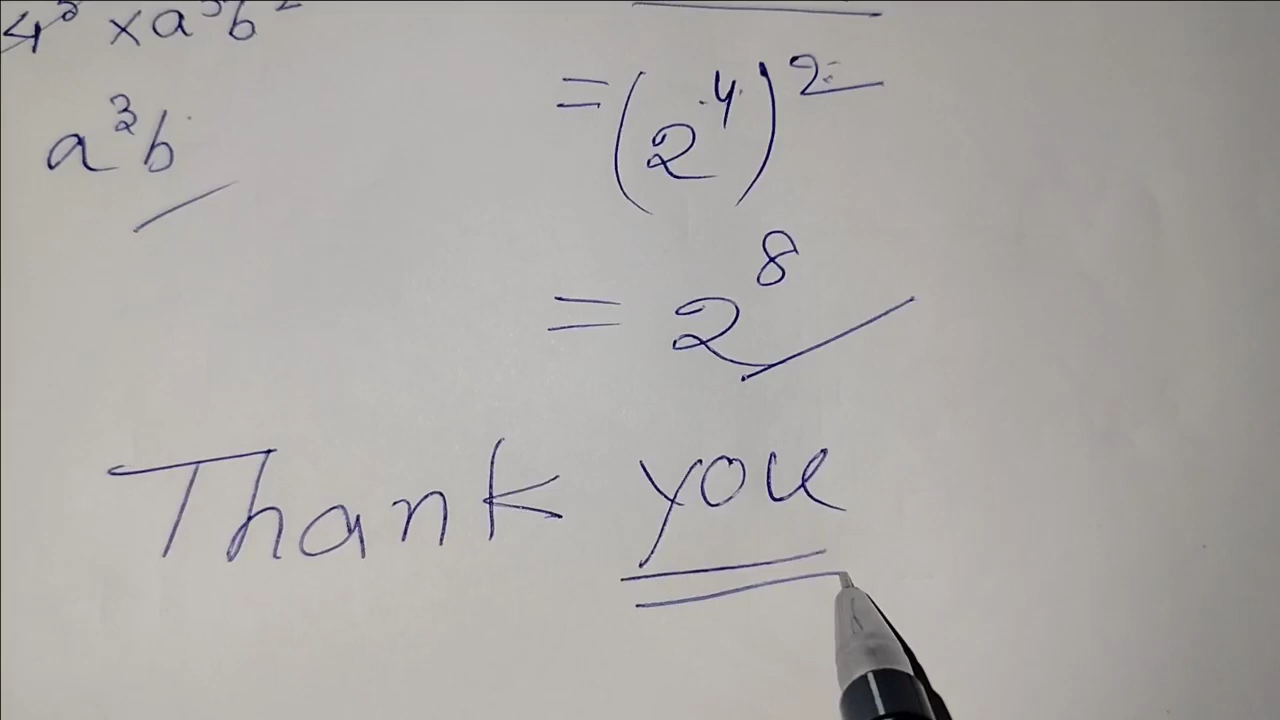 a³b
= (2⁴)²
= 2⁸
Thank you